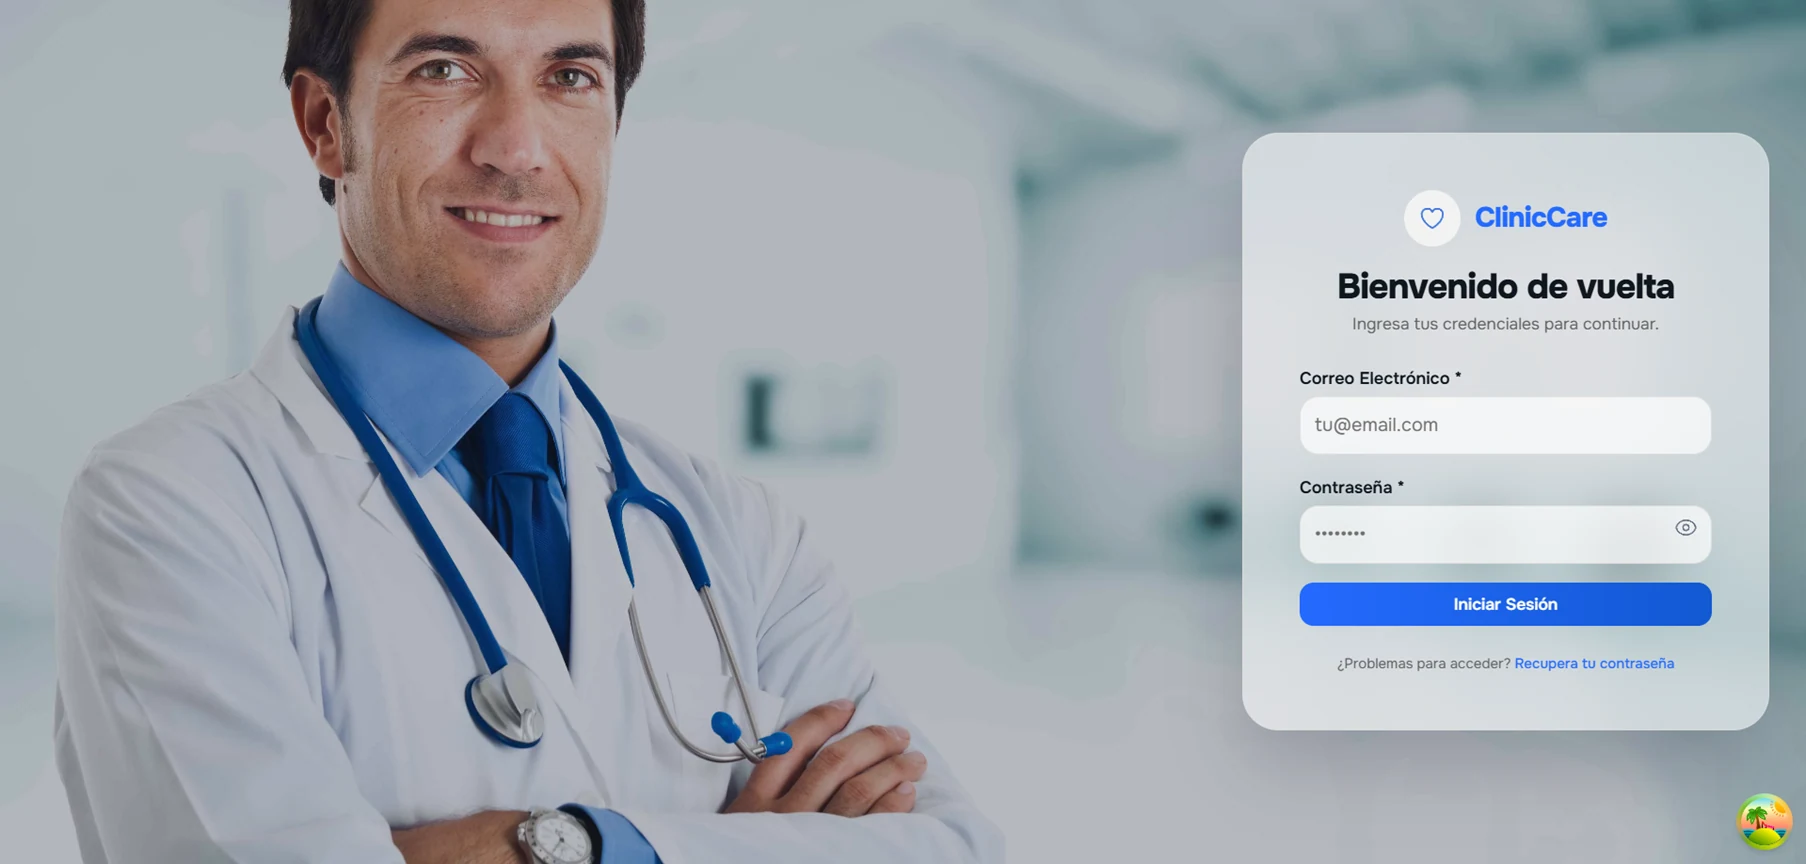 ClinicCare
Bienvenido de vuelta
Ingresa tus credenciales para continuar.
Correo Electrónico *
tu@email.com
Contraseña *
••••••••
Iniciar Sesión
¿Problemas para acceder? Recupera tu contraseña